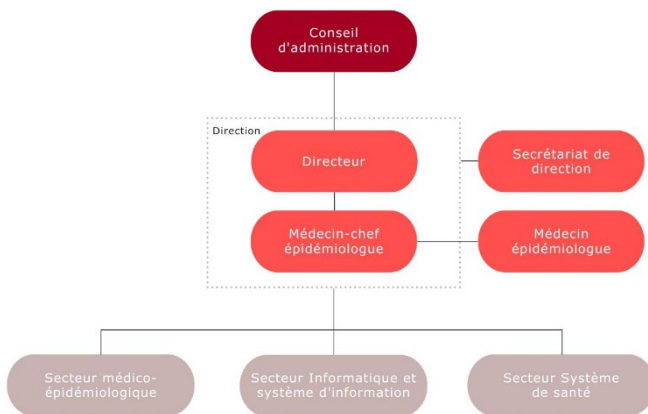 Conseil
d'administration
Direction
Directeur
Secrétariat de
direction
Médecin-chef
épidémiologue
Médecin
épidémiologue
Secteur médico-
épidémiologique
Secteur Informatique et
système d'information
Secteur Système
de santé